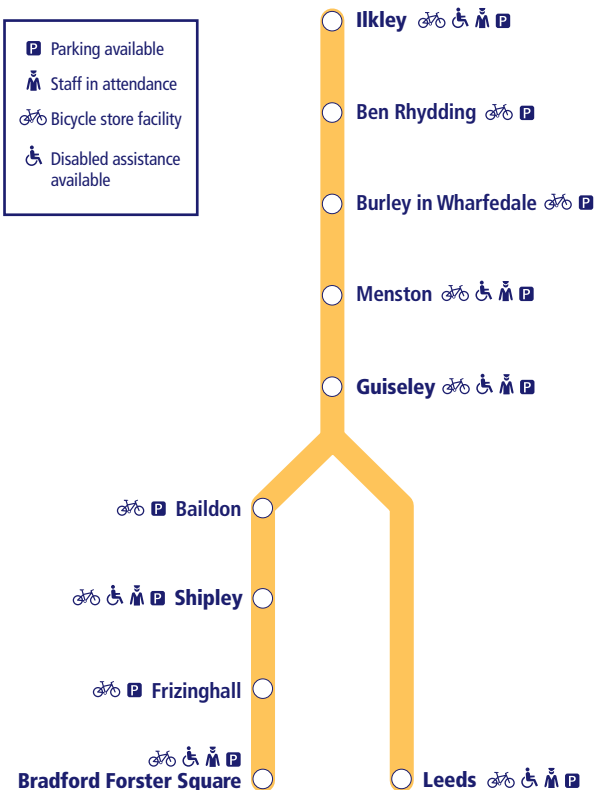 P Parking available
Staff in attendance
Bicycle store facility
Disabled assistance
available
Ilkley P
Ben Rhydding P
Burley in Wharfedale P
Menston P
Guiseley P
P Baildon
P Shipley
P Frizinghall
P
Bradford Forster Square
Leeds P